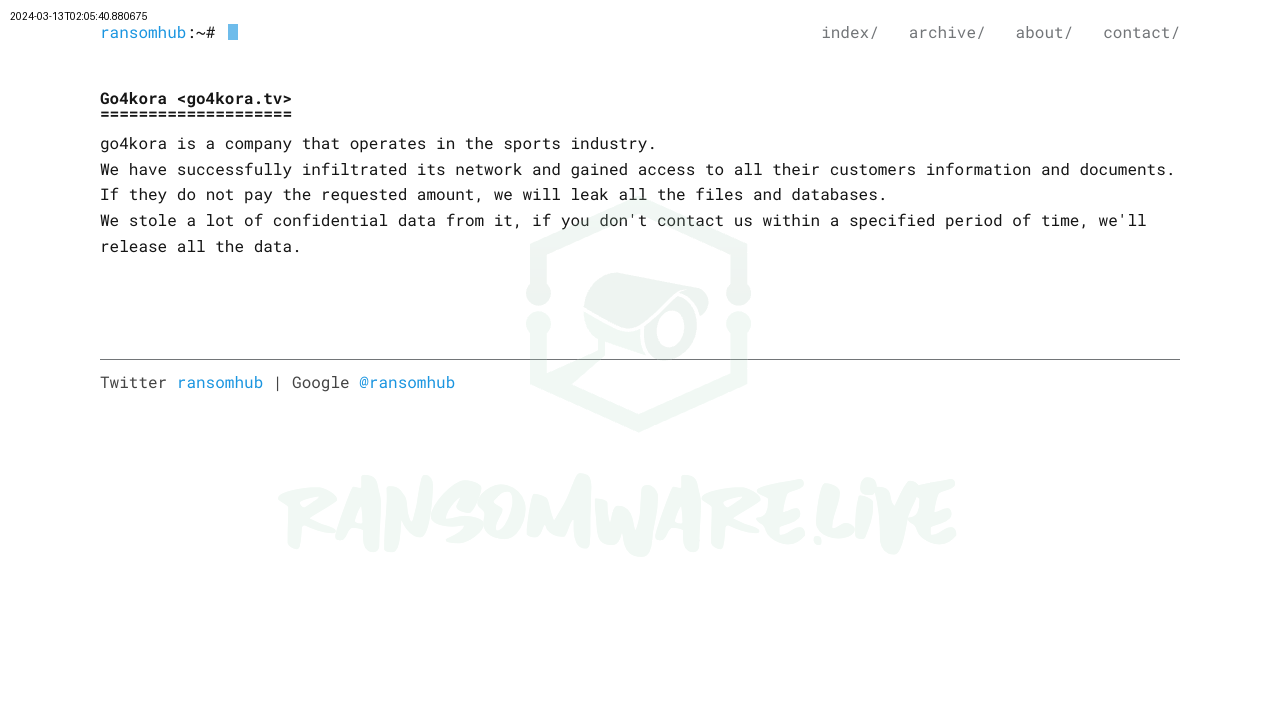 2024-03-13T02:05:40.880675
ransomhub:~#
index/ archive/ about/ contact/
Go4kora <go4kora.tv>
====================
go4kora is a company that operates in the sports industry.
We have successfully infiltrated its network and gained access to all their customers information and documents.
If they do not pay the requested amount, we will leak all the files and databases.
We stole a lot of confidential data from it, if you don't contact us within a specified period of time, we'll
release all the data.
Twitter ransomhub | Google @ransomhub
RANSOMWARE.LIVE